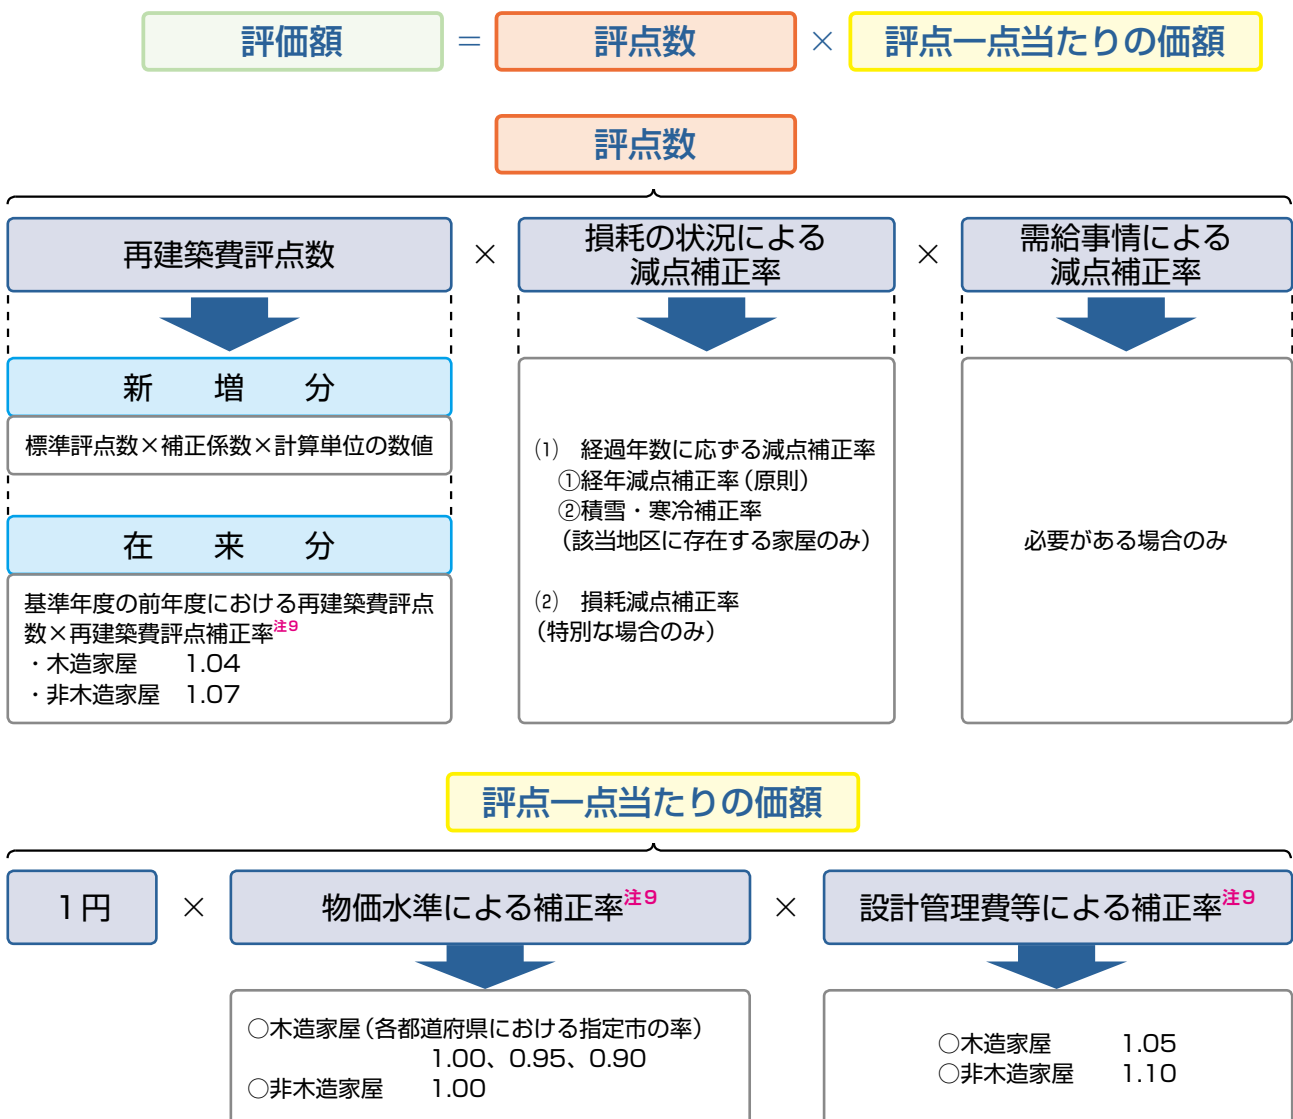 評価額 ＝ 評点数 × 評点一点当たりの価額
評点数
再建築費評点数 × 損耗の状況による減点補正率 × 需給事情による減点補正率
新　増　分
標準評点数×補正係数×計算単位の数値
在　来　分
基準年度の前年度における再建築費評点
数×再建築費評点補正率注9
・木造家屋　1.04
・非木造家屋　1.07
⑴　経過年数に応ずる減点補正率
①経年減点補正率（原則）
②積雪・寒冷補正率
（該当地区に存在する家屋のみ）
⑵　損耗減点補正率
（特別な場合のみ）
必要がある場合のみ
評点一点当たりの価額
1円 × 物価水準による補正率注9 × 設計管理費等による補正率注9
○木造家屋（各都道府県における指定市の率）
1.00、0.95、0.90
○非木造家屋　1.00
○木造家屋　1.05
○非木造家屋　1.10